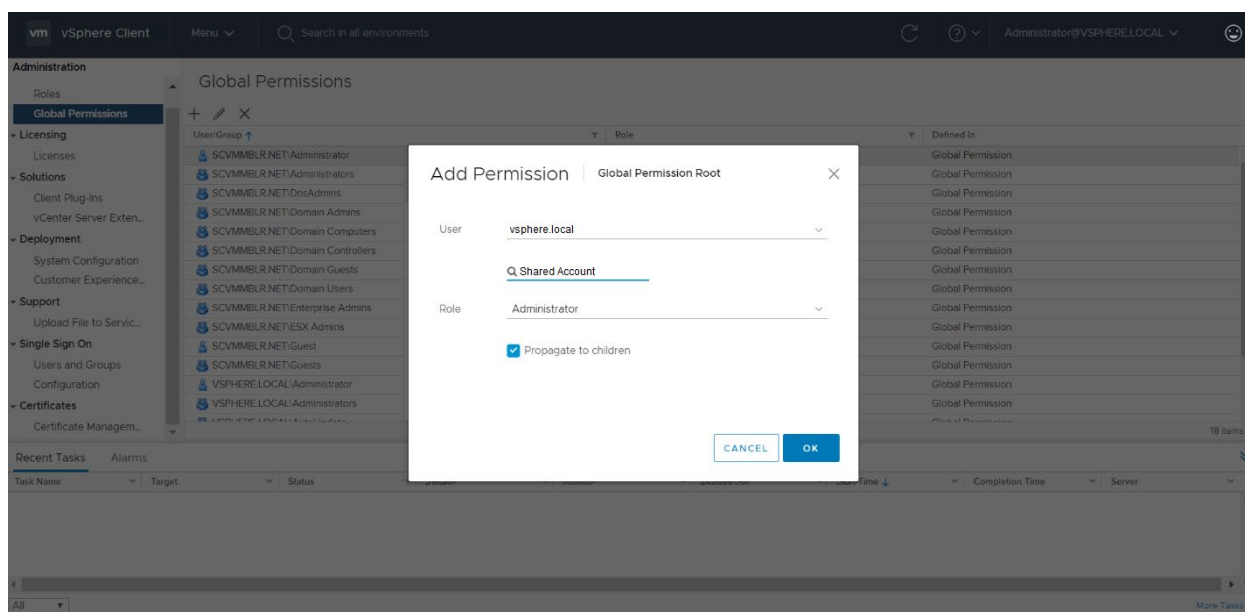 vm vSphere Client Menu Search in all environments Administrator@VSPHERE.LOCAL
Administration
Roles
Global Permissions
Licensing
Licenses
Solutions
Client Plug-Ins
vCenter Server Exten...
Deployment
System Configuration
Customer Experience...
Support
Upload File to Servic...
Single Sign On
Users and Groups
Configuration
Certificates
Certificate Managem...
Global Permissions
User/Group Role Defined In
SCVMMBLR.NET\Administrator Global Permission
SCVMMBLR.NET\Administrators Global Permission
SCVMMBLR.NET\DnsAdmins Global Permission
SCVMMBLR.NET\Domain Admins Global Permission
SCVMMBLR.NET\Domain Computers Global Permission
SCVMMBLR.NET\Domain Controllers Global Permission
SCVMMBLR.NET\Domain Guests Global Permission
SCVMMBLR.NET\Domain Users Global Permission
SCVMMBLR.NET\Enterprise Admins Global Permission
SCVMMBLR.NET\ESX Admins Global Permission
SCVMMBLR.NET\Guest Global Permission
SCVMMBLR.NET\Guests Global Permission
VSPHERE.LOCAL\Administrator Global Permission
VSPHERE.LOCAL\Administrators Global Permission
18 items
Add Permission Global Permission Root
User vsphere.local
Shared Account
Role Administrator
Propagate to children
CANCEL OK
Recent Tasks Alarms
Task Name Target Status Time Completion Time Server
All More Tasks